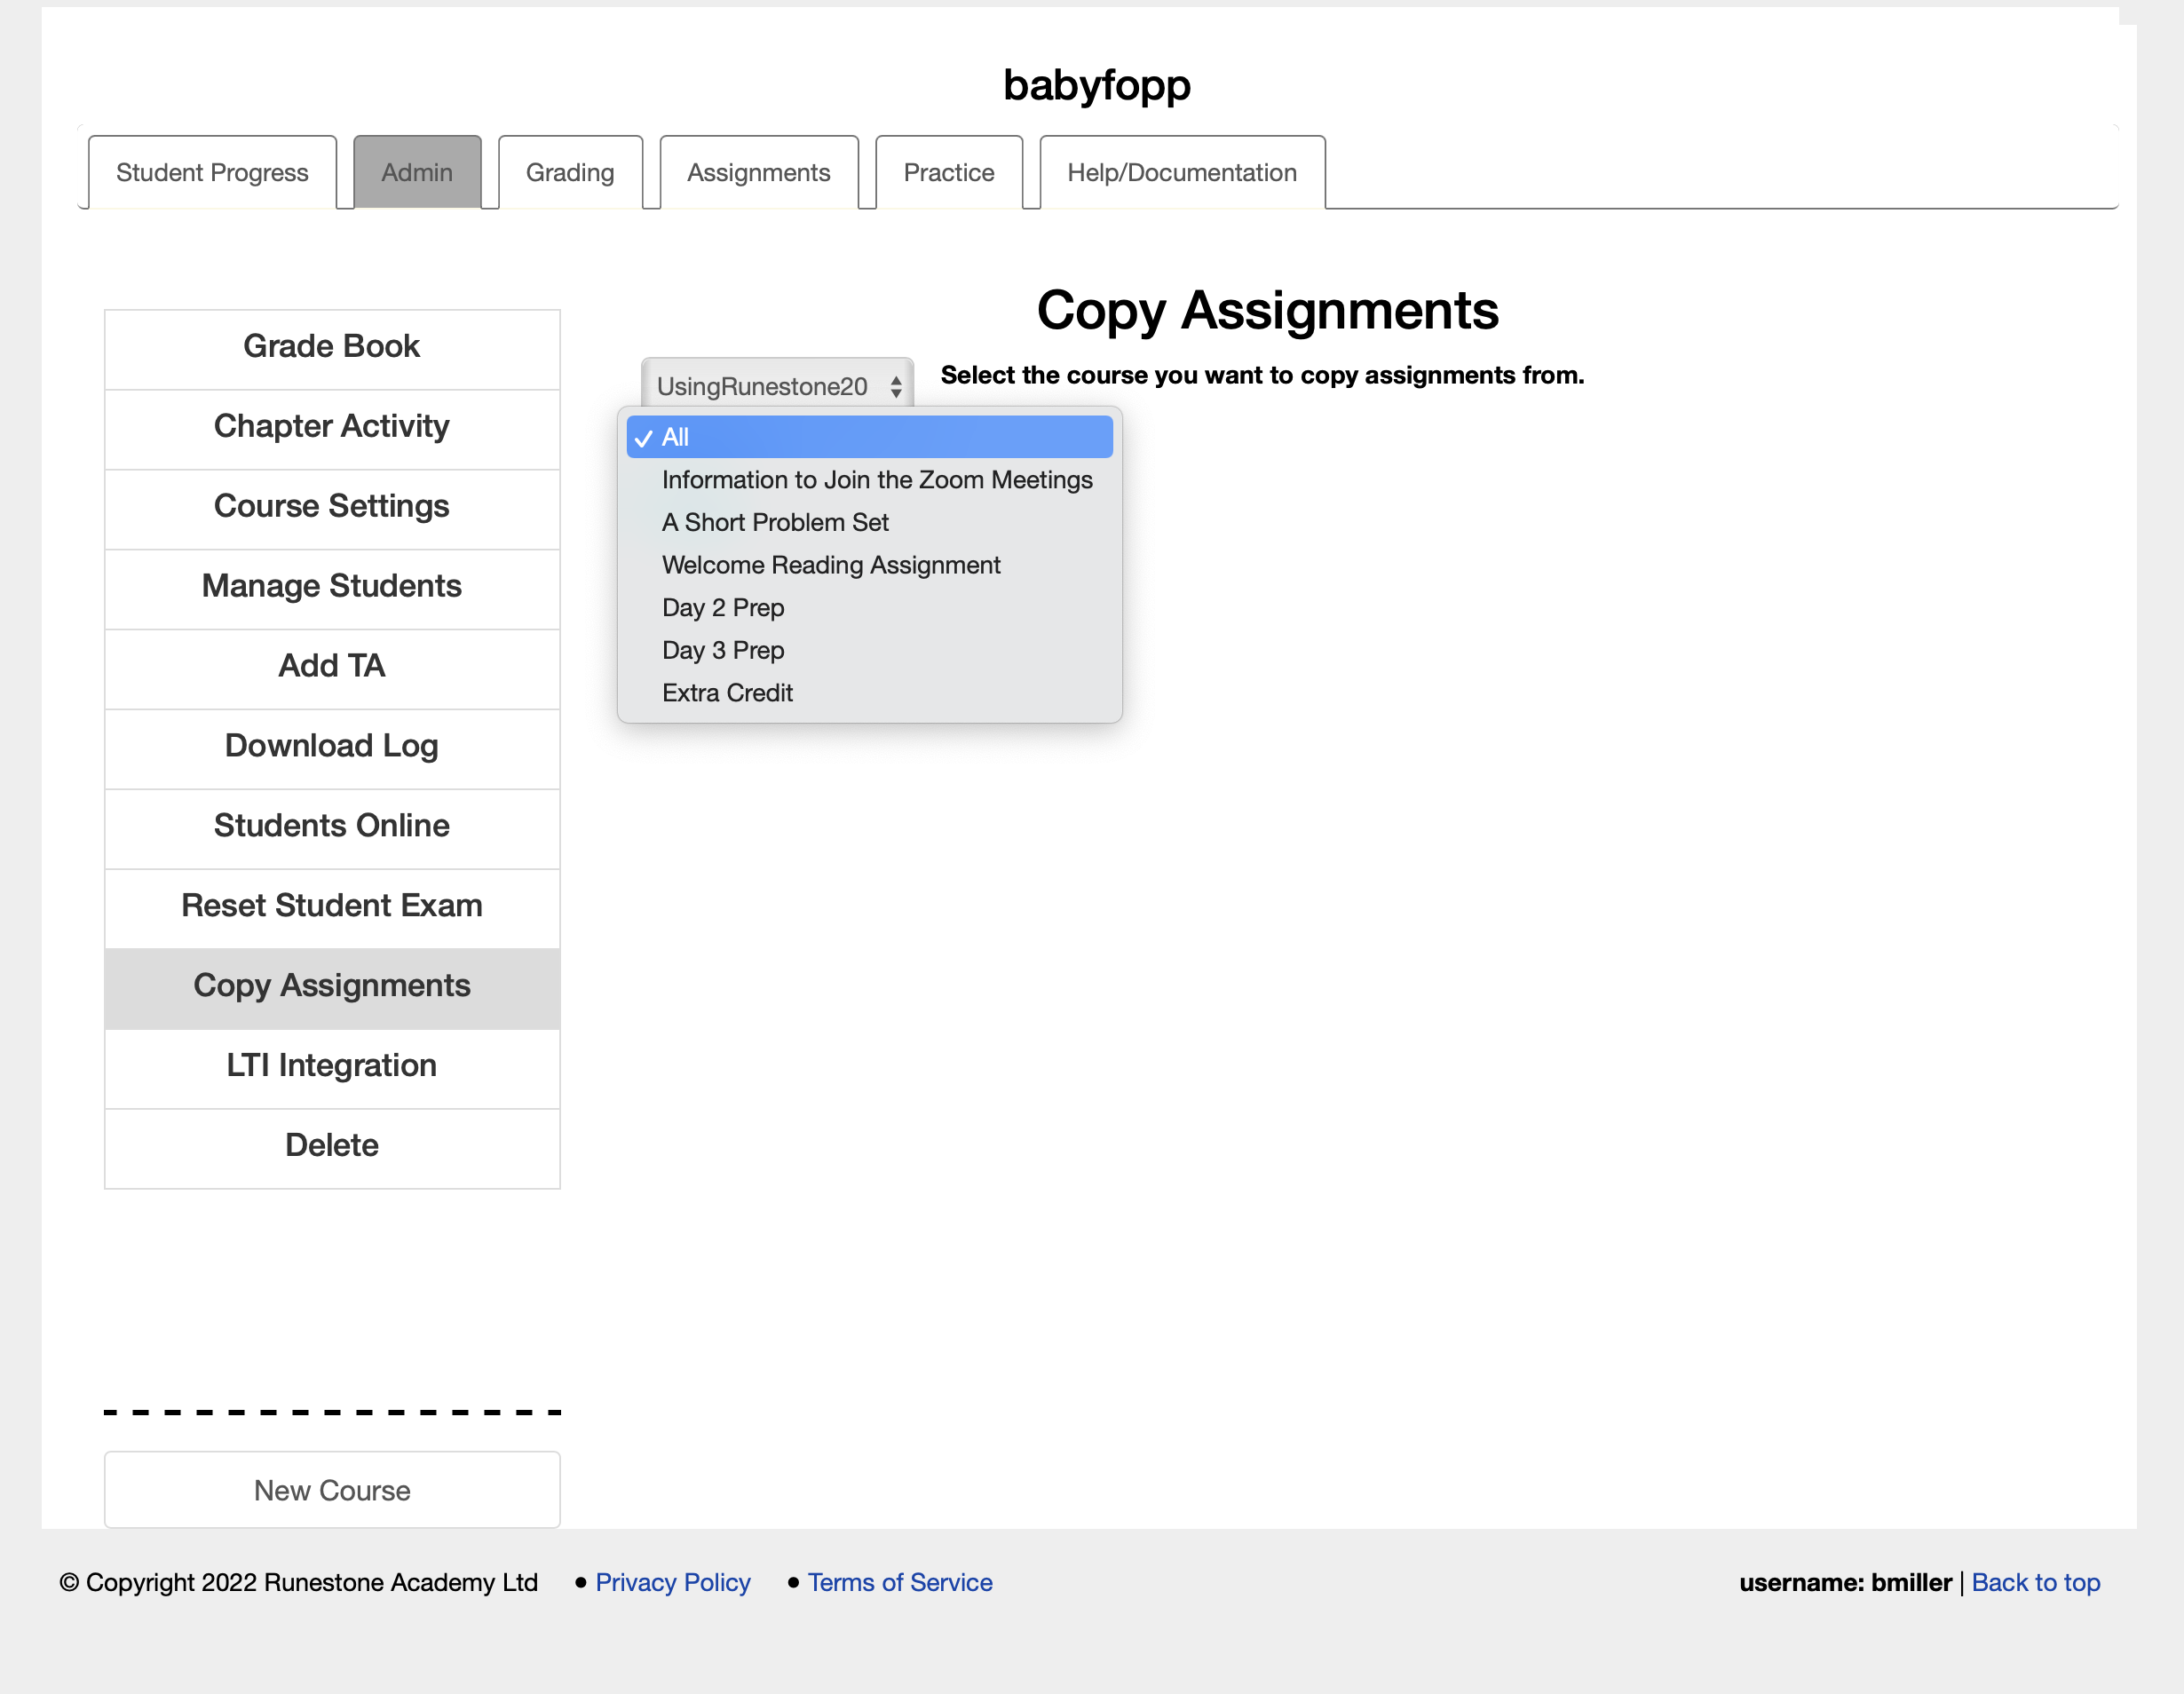 babyfopp
Student Progress Admin Grading Assignments Practice Help/Documentation
Copy Assignments
UsingRunestone20 Select the course you want to copy assignments from.
✓ All
Information to Join the Zoom Meetings
A Short Problem Set
Welcome Reading Assignment
Day 2 Prep
Day 3 Prep
Extra Credit
Grade Book
Chapter Activity
Course Settings
Manage Students
Add TA
Download Log
Students Online
Reset Student Exam
Copy Assignments
LTI Integration
Delete
New Course
© Copyright 2022 Runestone Academy Ltd • Privacy Policy • Terms of Service username: bmiller | Back to top